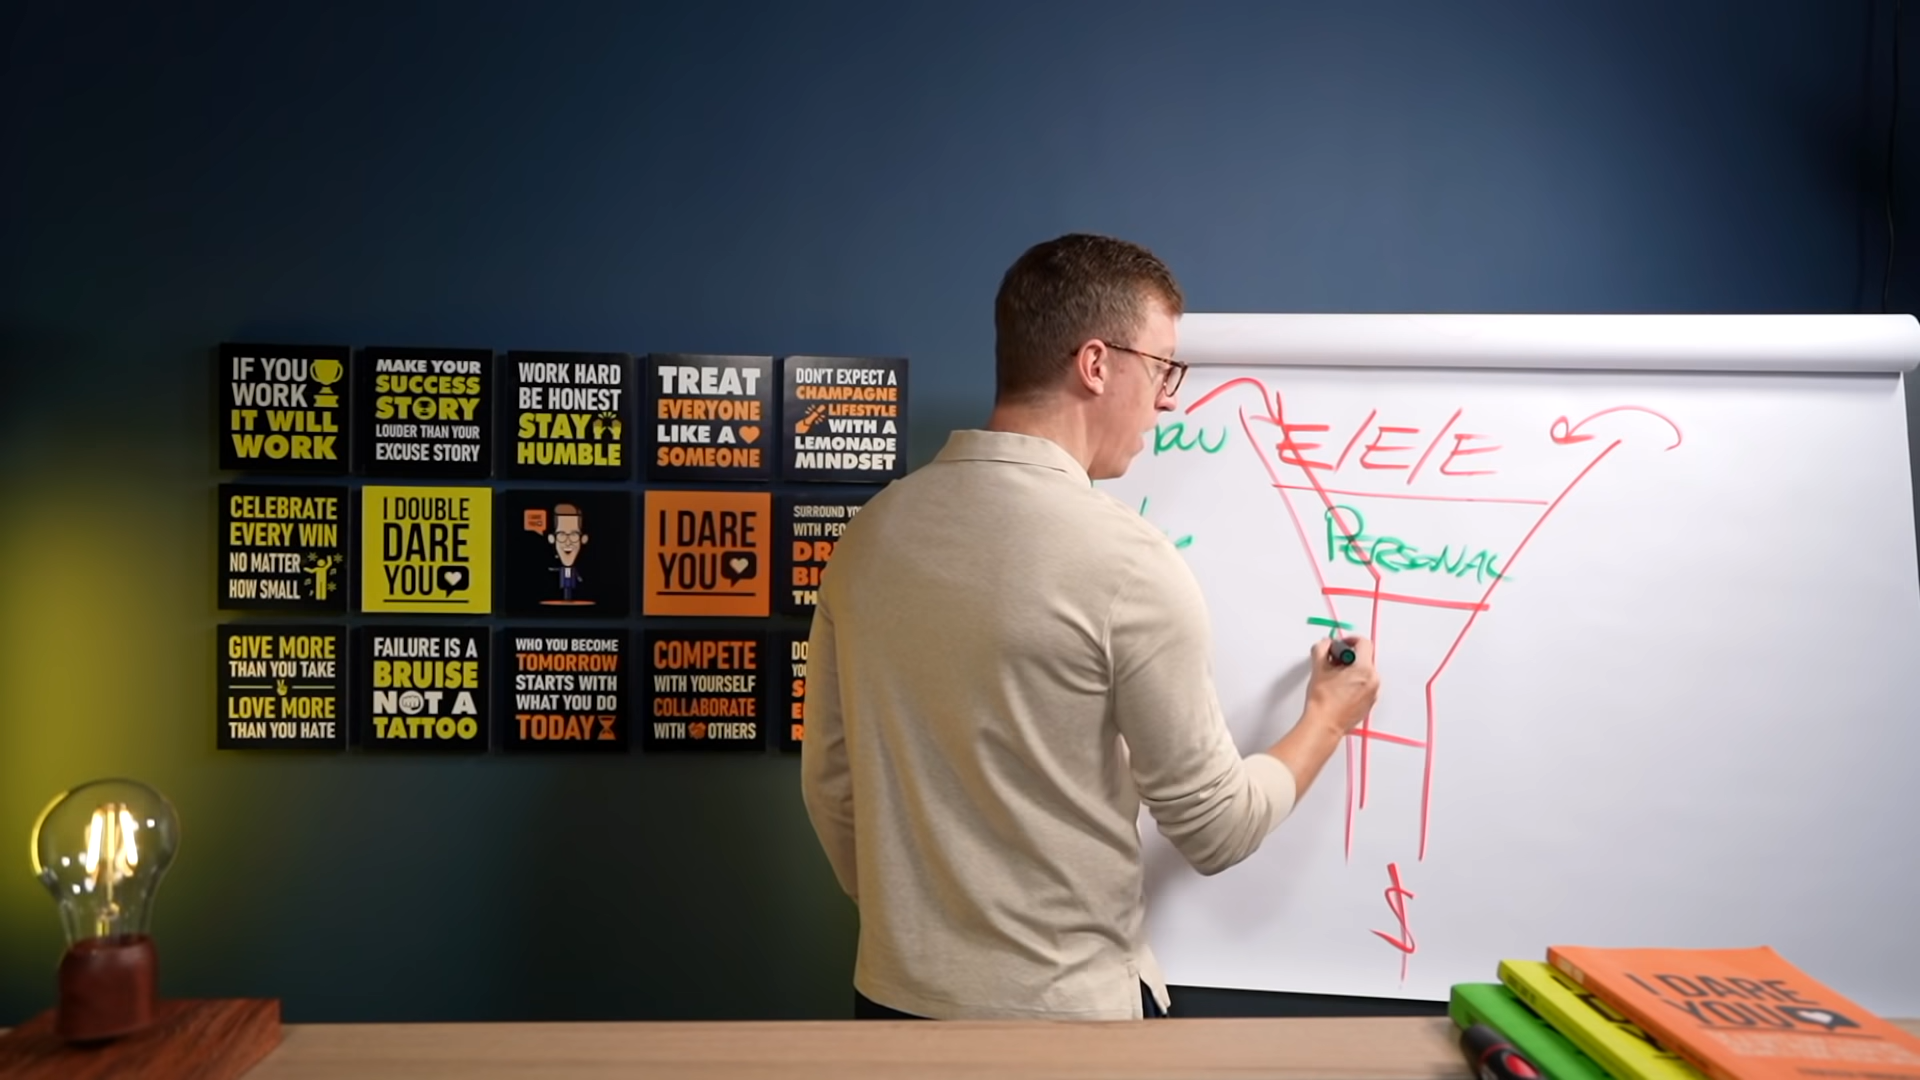 IF YOU
WORK
IT WILL
WORK
MAKE YOUR
SUCCESS
STORY
LOUDER THAN YOUR
EXCUSE STORY
WORK HARD
BE HONEST
STAY
HUMBLE
TREAT
EVERYONE
LIKE A
SOMEONE
DON'T EXPECT A
CHAMPAGNE
LIFESTYLE
WITH A
LEMONADE
MINDSET
CELEBRATE
EVERY WIN
NO MATTER
HOW SMALL
I DOUBLE
DARE
YOU
I DARE
YOU
SURROUND
WITH
GIVE MORE
THAN YOU TAKE
LOVE MORE
THAN YOU HATE
FAILURE IS A
BRUISE
NOT A
TATTOO
WHO YOU BECOME
TOMORROW
STARTS WITH
WHAT YOU DO
TODAY
COMPETE
WITH YOURSELF
COLLABORATE
WITH OTHERS
E/E/E
PERSONAL
$
I DARE
YOU